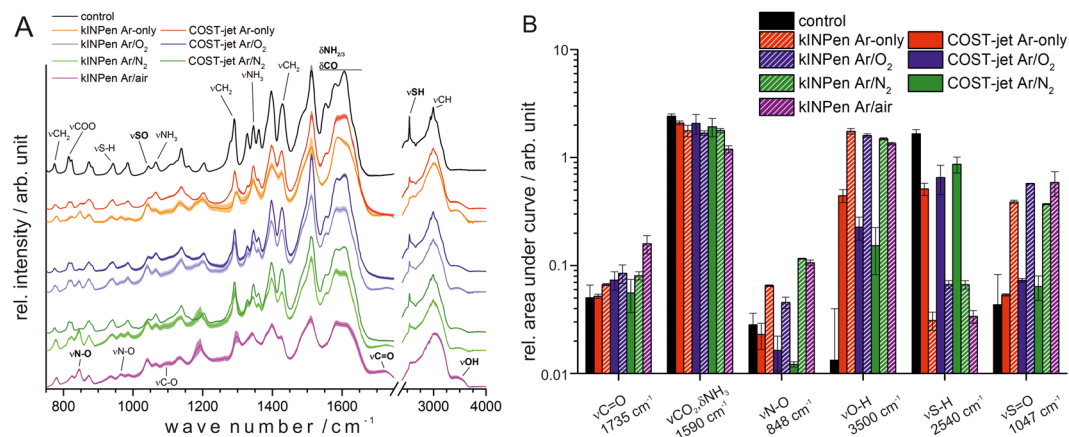 A
control
kINPen Ar-only
COST-jet Ar-only
kINPen Ar/O₂
COST-jet Ar/O₂
kINPen Ar/N₂
COST-jet Ar/N₂
kINPen Ar/air
rel. intensity / arb. unit
νCH₂
νCOO
νS-H
νSO
νNH₃
νCH₂
νNH₃
νCH₂
δNH₂/₃
δCO
νSH
νCH
νN-O
νN-O
νC-O
νC=O
νOH
800 1000 1200 1400 1600 3000 4000
wave number /cm⁻¹
B
control
kINPen Ar-only
COST-jet Ar-only
kINPen Ar/O₂
COST-jet Ar/O₂
kINPen Ar/N₂
COST-jet Ar/N₂
kINPen Ar/air
rel. area under curve / arb. unit
10
1
0.1
0.01
νC=O
1735 cm⁻¹
νCO₂,δNH₃
1590 cm⁻¹
νN-O
848 cm⁻¹
νO-H
3500 cm⁻¹
νS-H
2540 cm⁻¹
νS=O
1047 cm⁻¹